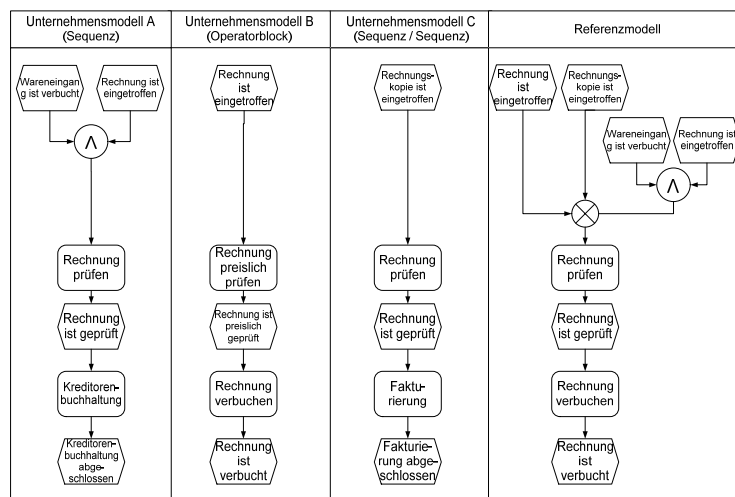 Unternehmensmodell A
(Sequenz)
Unternehmensmodell B
(Operatorblock)
Unternehmensmodell C
(Sequenz / Sequenz)
Referenzmodell
Wareneingan
g ist verbucht
Rechnung ist
eingetroffen
Λ
Rechnung
prüfen
Rechnung
ist geprüft
Kreditoren-
buchhaltung
Kreditoren-
buchhaltung
abge-
schlossen
Rechnung
ist
eingetroffen
Rechnung
preislich
prüfen
Rechnung ist
preislich
geprüft
Rechnung
verbuchen
Rechnung
ist
verbucht
Rechnungs-
kopie ist
eingetroffen
Rechnung
prüfen
Rechnung
ist geprüft
Faktu-
rierung
Fakturie-
rung abge-
schlossen
Rechnung
ist
eingetroffen
Rechnungs-
kopie ist
eingetroffen
Wareneingan
g ist verbucht
Rechnung ist
eingetroffen
Λ
Rechnung
prüfen
Rechnung
ist geprüft
Rechnung
verbuchen
Rechnung
ist
verbucht